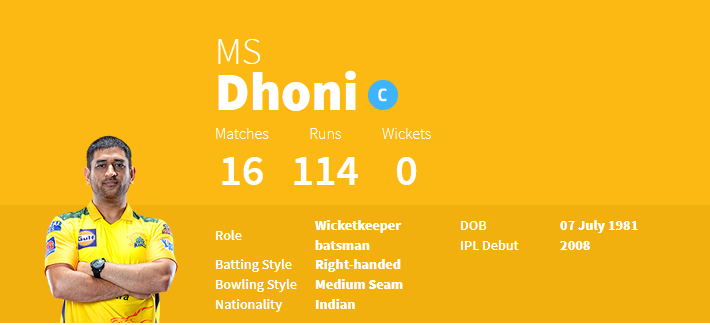 MS
Dhoni C
Matches Runs Wickets
16 114 0
Role Wicketkeeper batsman
Batting Style Right-handed
Bowling Style Medium Seam
Nationality Indian
DOB 07 July 1981
IPL Debut 2008
Gulf